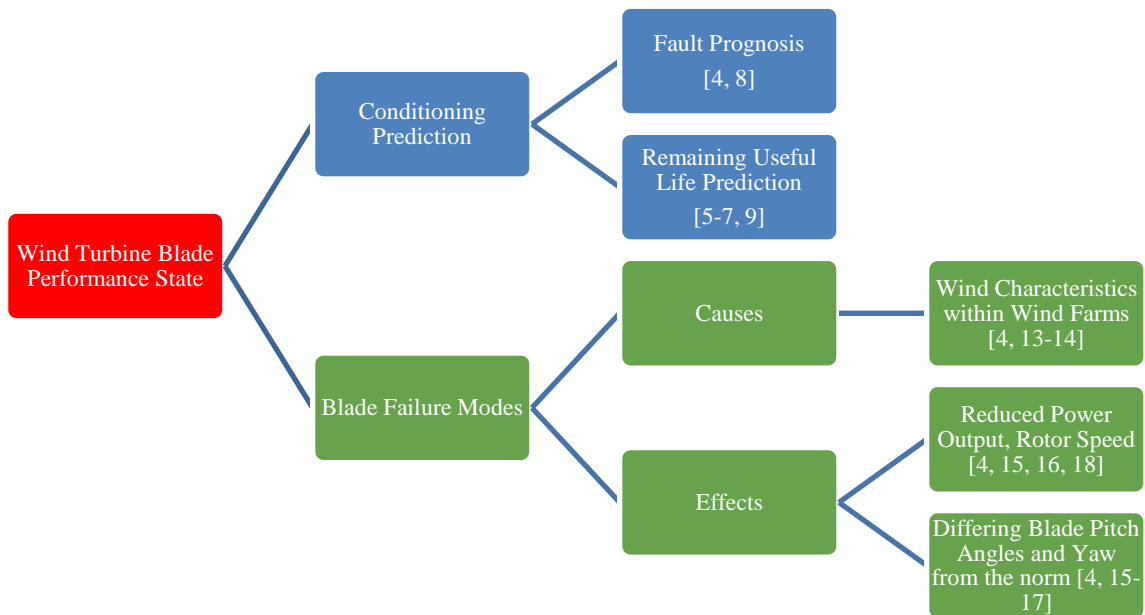 Wind Turbine Blade
Performance State
Conditioning
Prediction
Fault Prognosis
[4, 8]
Remaining Useful
Life Prediction
[5-7, 9]
Blade Failure Modes
Causes
Wind Characteristics
within Wind Farms
[4, 13-14]
Effects
Reduced Power
Output, Rotor Speed
[4, 15, 16, 18]
Differing Blade Pitch
Angles and Yaw
from the norm [4, 15-
17]